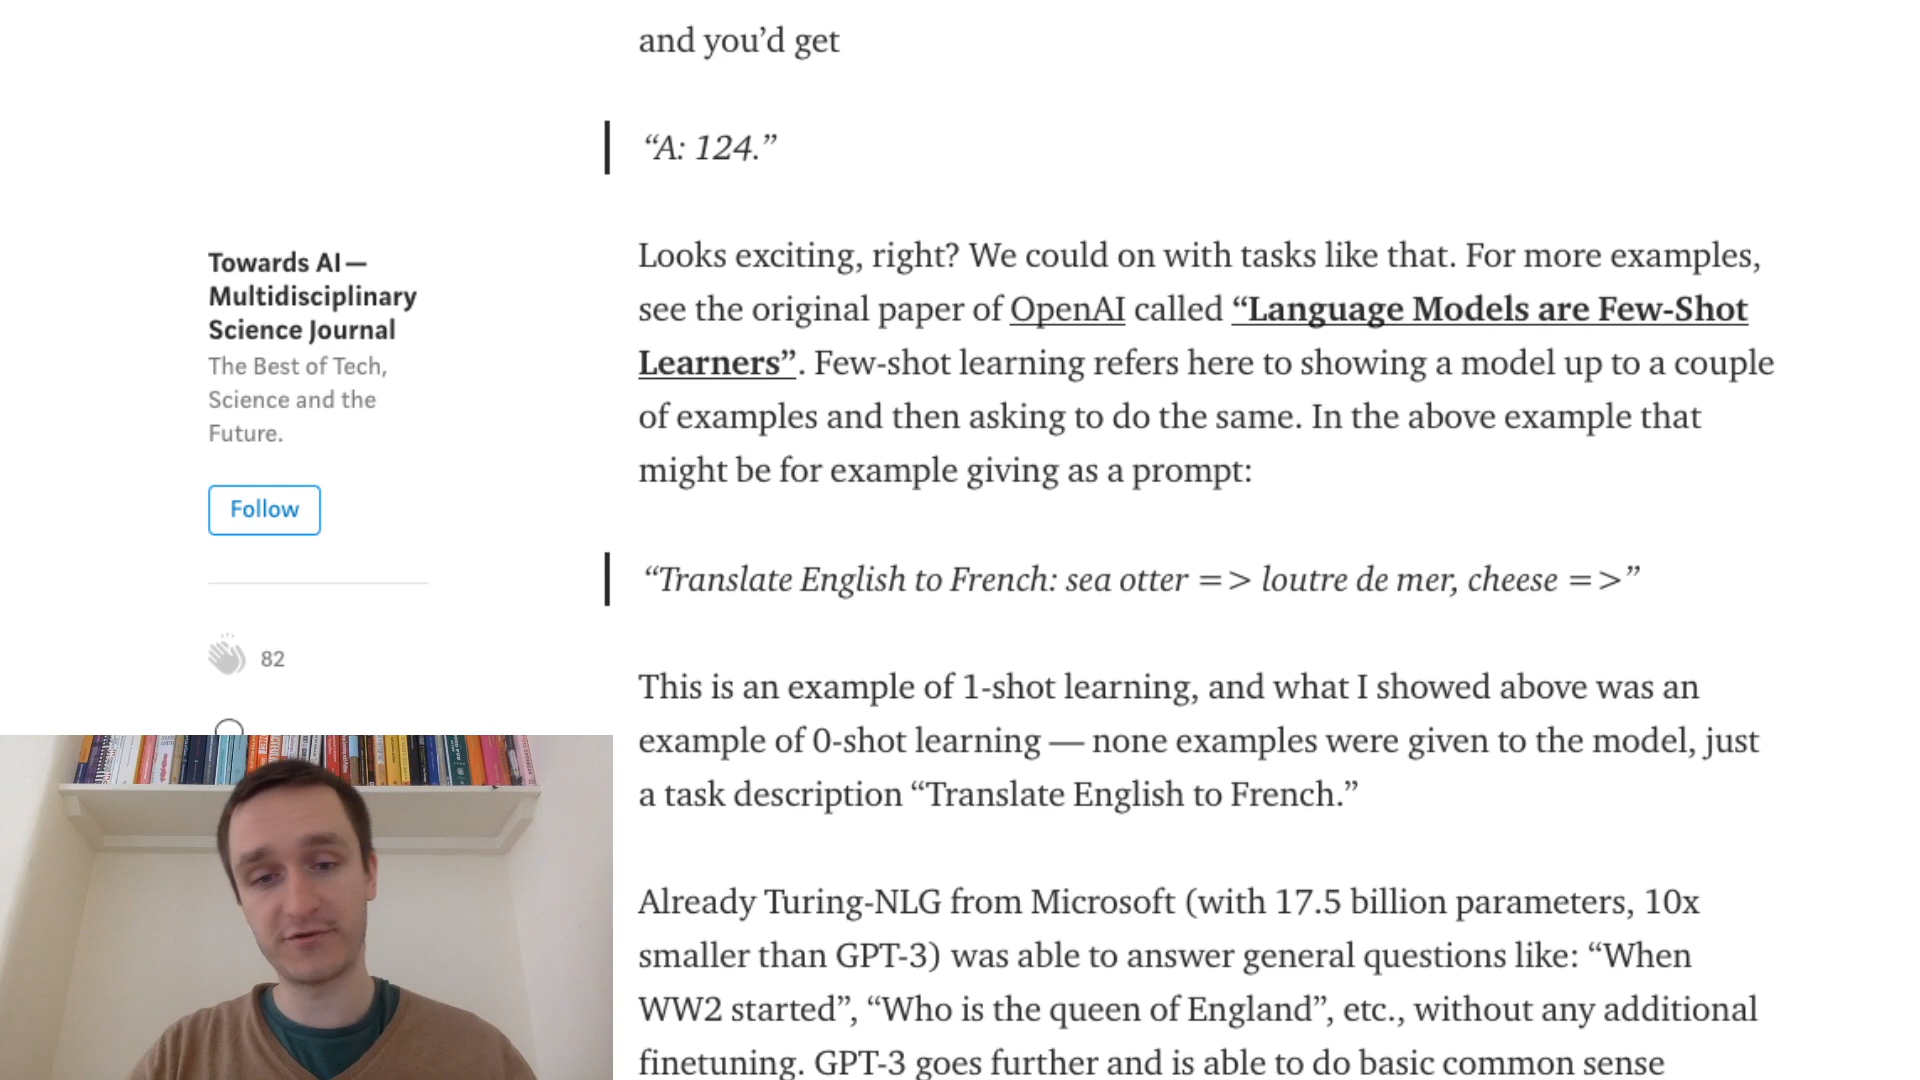 and you’d get
“A: 124.”
Towards AI—
Multidisciplinary
Science Journal
The Best of Tech,
Science and the
Future.
Follow
82
Looks exciting, right? We could on with tasks like that. For more examples,
see the original paper of OpenAI called “Language Models are Few-Shot
Learners”. Few-shot learning refers here to showing a model up to a couple
of examples and then asking to do the same. In the above example that
might be for example giving as a prompt:
“Translate English to French: sea otter => loutre de mer, cheese =>”
This is an example of 1-shot learning, and what I showed above was an
example of 0-shot learning — none examples were given to the model, just
a task description “Translate English to French.”
Already Turing-NLG from Microsoft (with 17.5 billion parameters, 10x
smaller than GPT-3) was able to answer general questions like: “When
WW2 started”, “Who is the queen of England”, etc., without any additional
finetuning. GPT-3 goes further and is able to do basic common sense